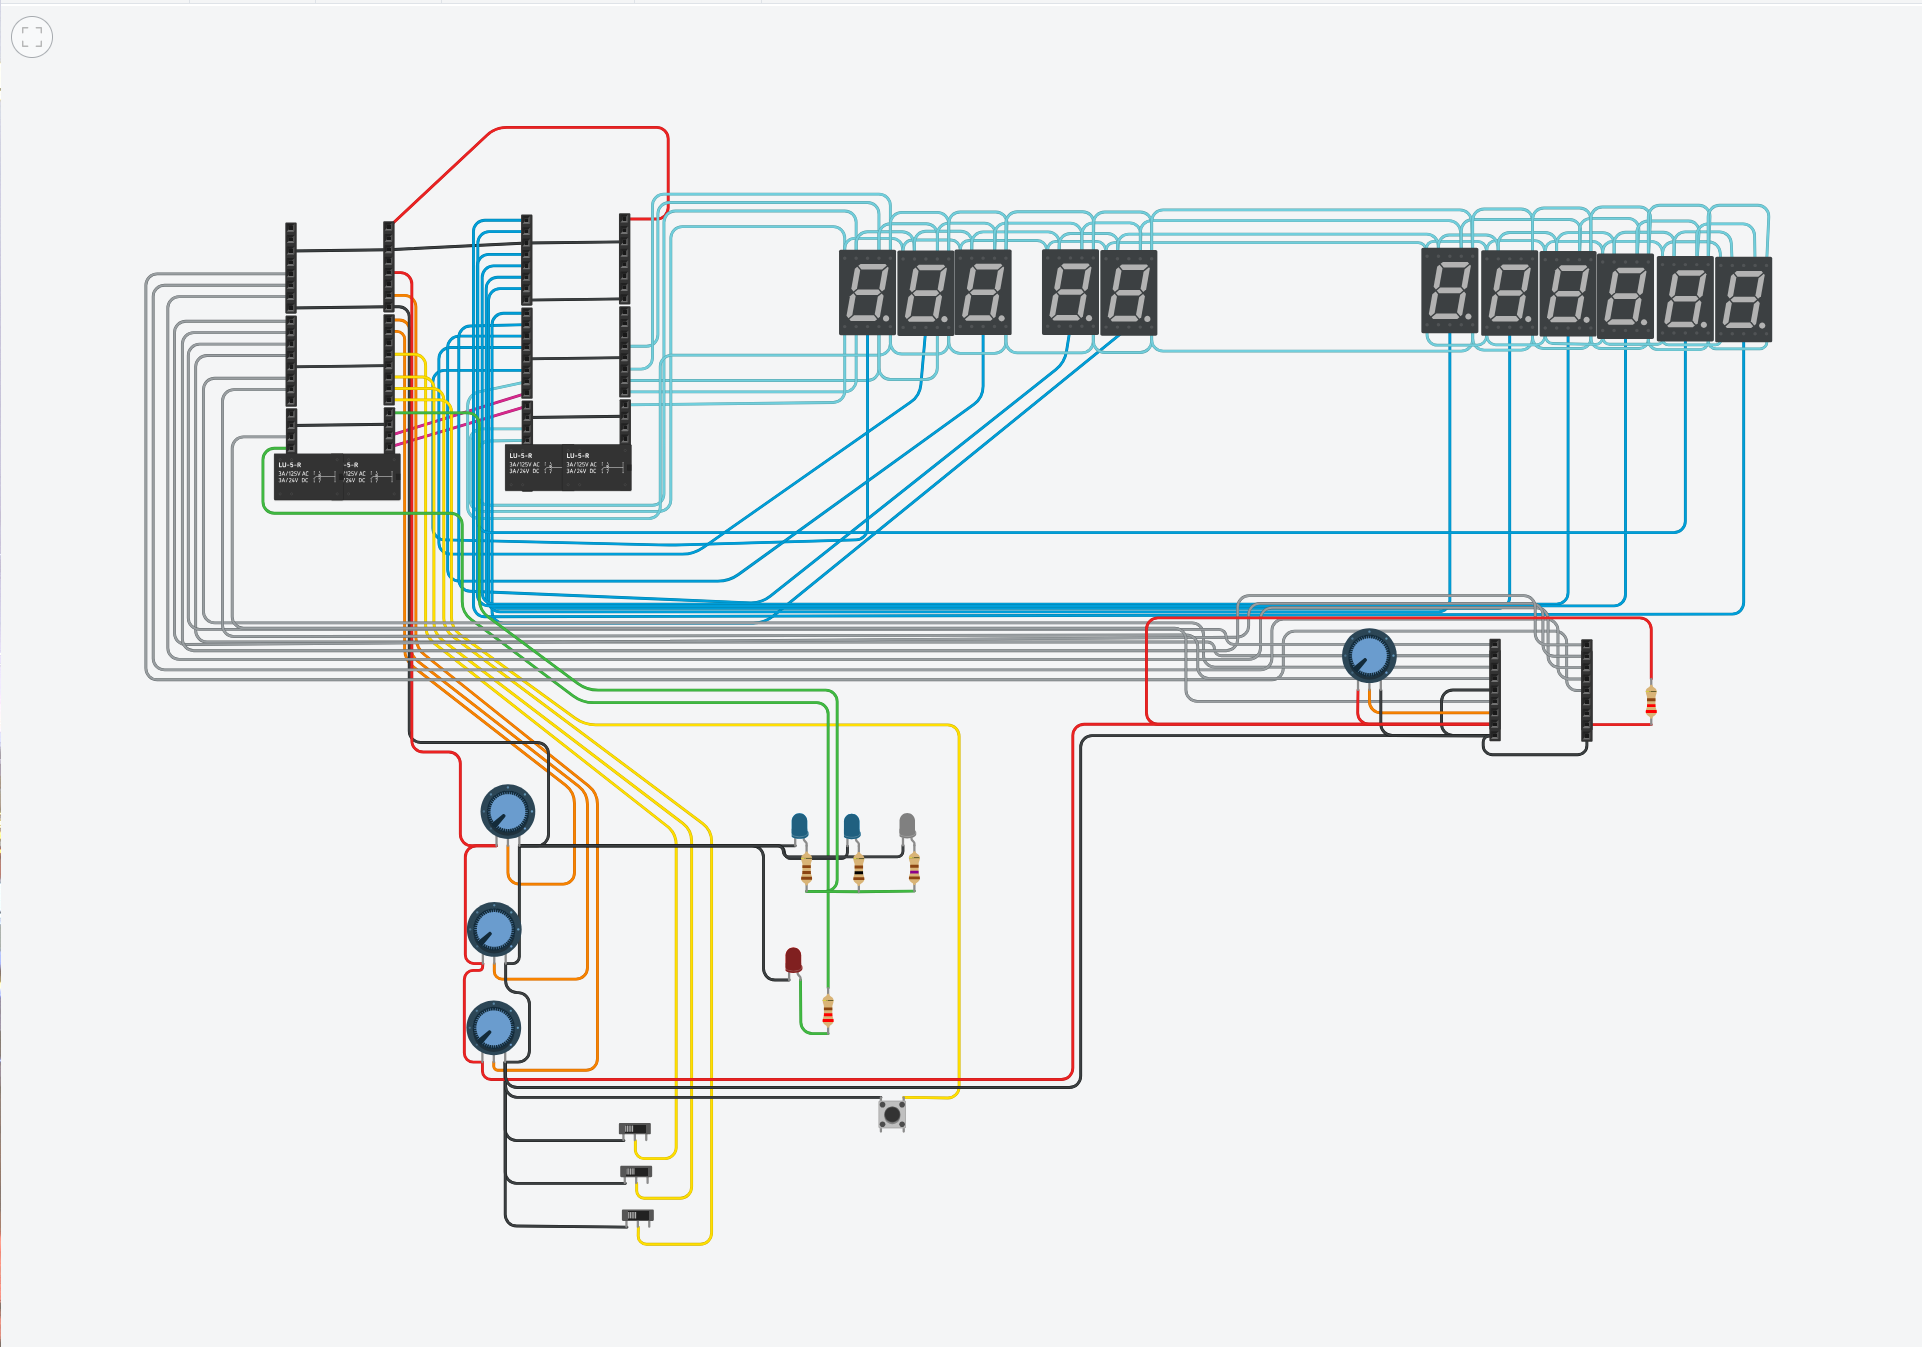 LU-5-R
3A/125V AC
3A/24V DC
-5-R
/125V AC
/24V DC
LU-5-R
3A/125V AC
3A/24V DC
LU-5-R
3A/125V AC
3A/24V DC